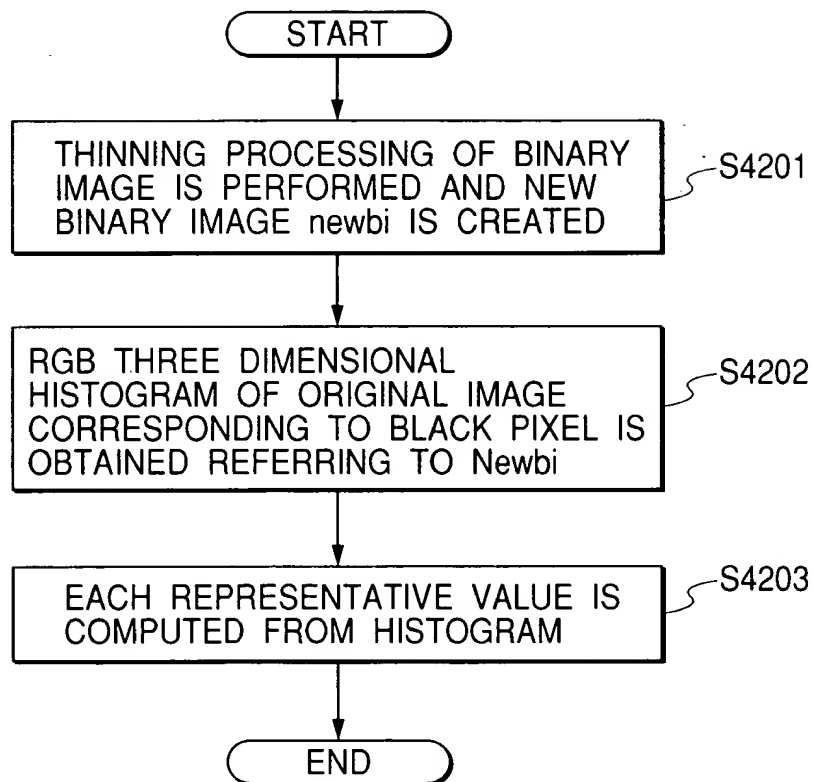 START
THINNING PROCESSING OF BINARY
IMAGE IS PERFORMED AND NEW
BINARY IMAGE newbi IS CREATED
S4201
RGB THREE DIMENSIONAL
HISTOGRAM OF ORIGINAL IMAGE
CORRESPONDING TO BLACK PIXEL IS
OBTAINED REFERRING TO Newbi
S4202
EACH REPRESENTATIVE VALUE IS
COMPUTED FROM HISTOGRAM
S4203
END